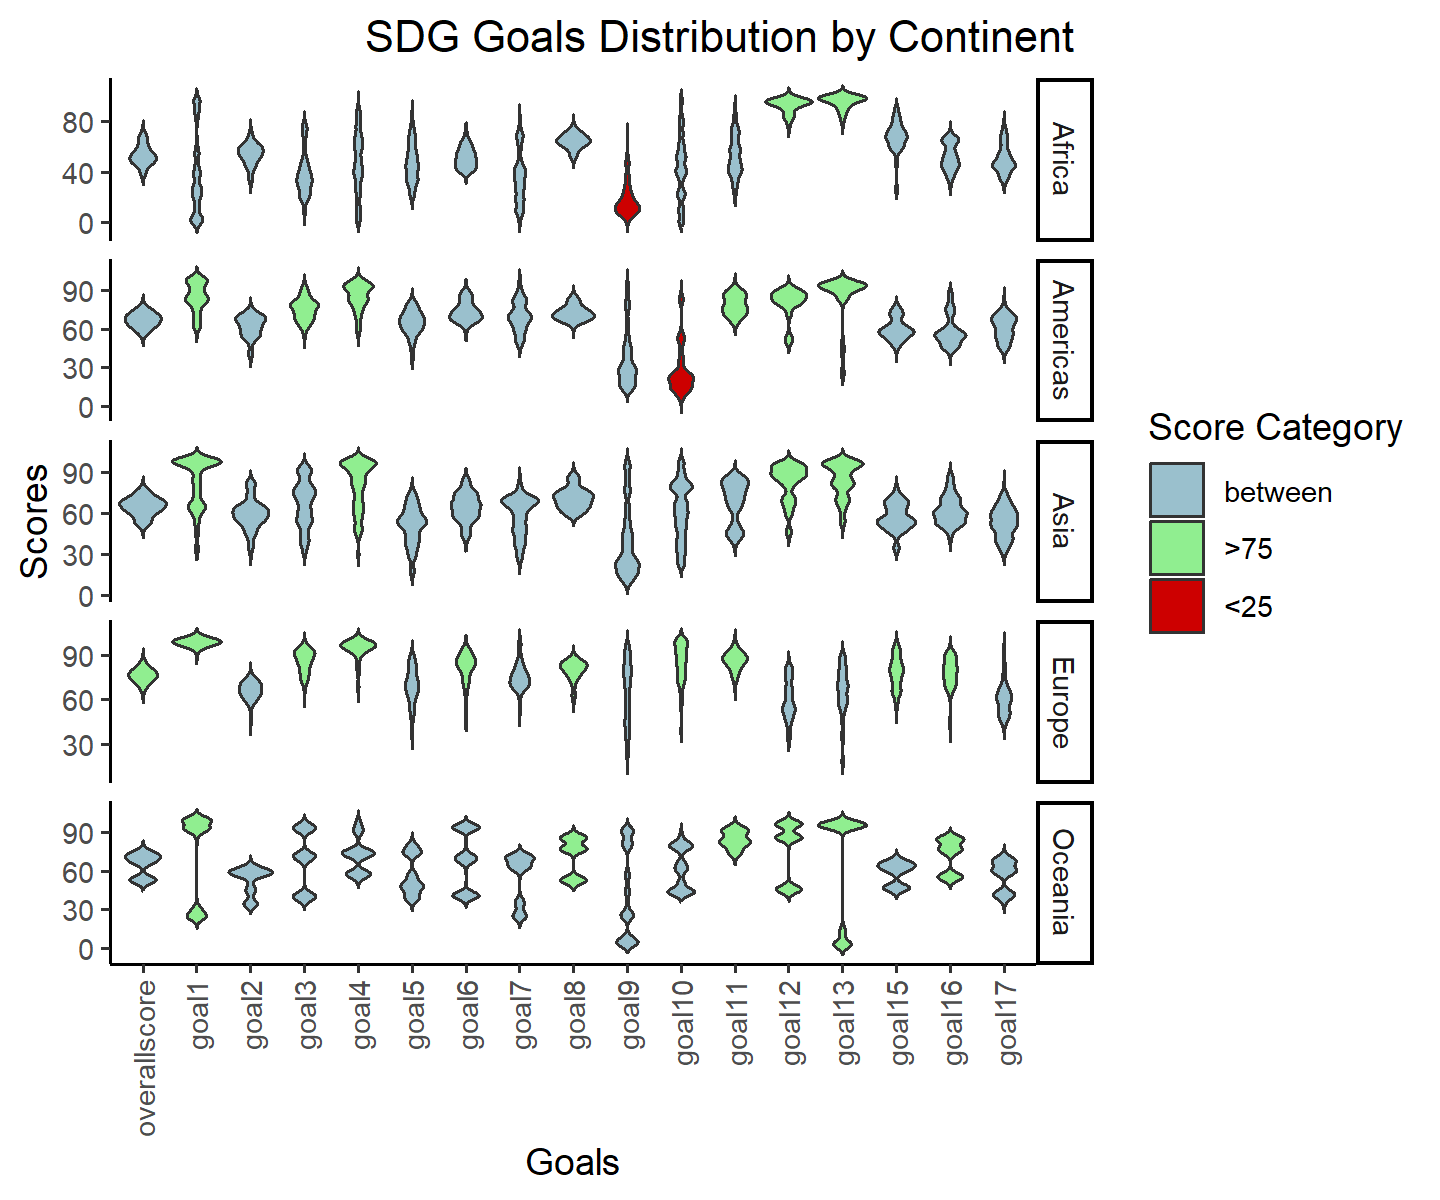 SDG Goals Distribution by Continent
Scores
80
40
0
Africa
90
60
30
0
Americas
90
60
30
0
Asia
90
60
30
Europe
90
60
30
0
Oceania
overallscore
goal1
goal2
goal3
goal4
goal5
goal6
goal7
goal8
goal9
goal10
goal11
goal12
goal13
goal15
goal16
goal17
Goals
Score Category
between
>75
<25